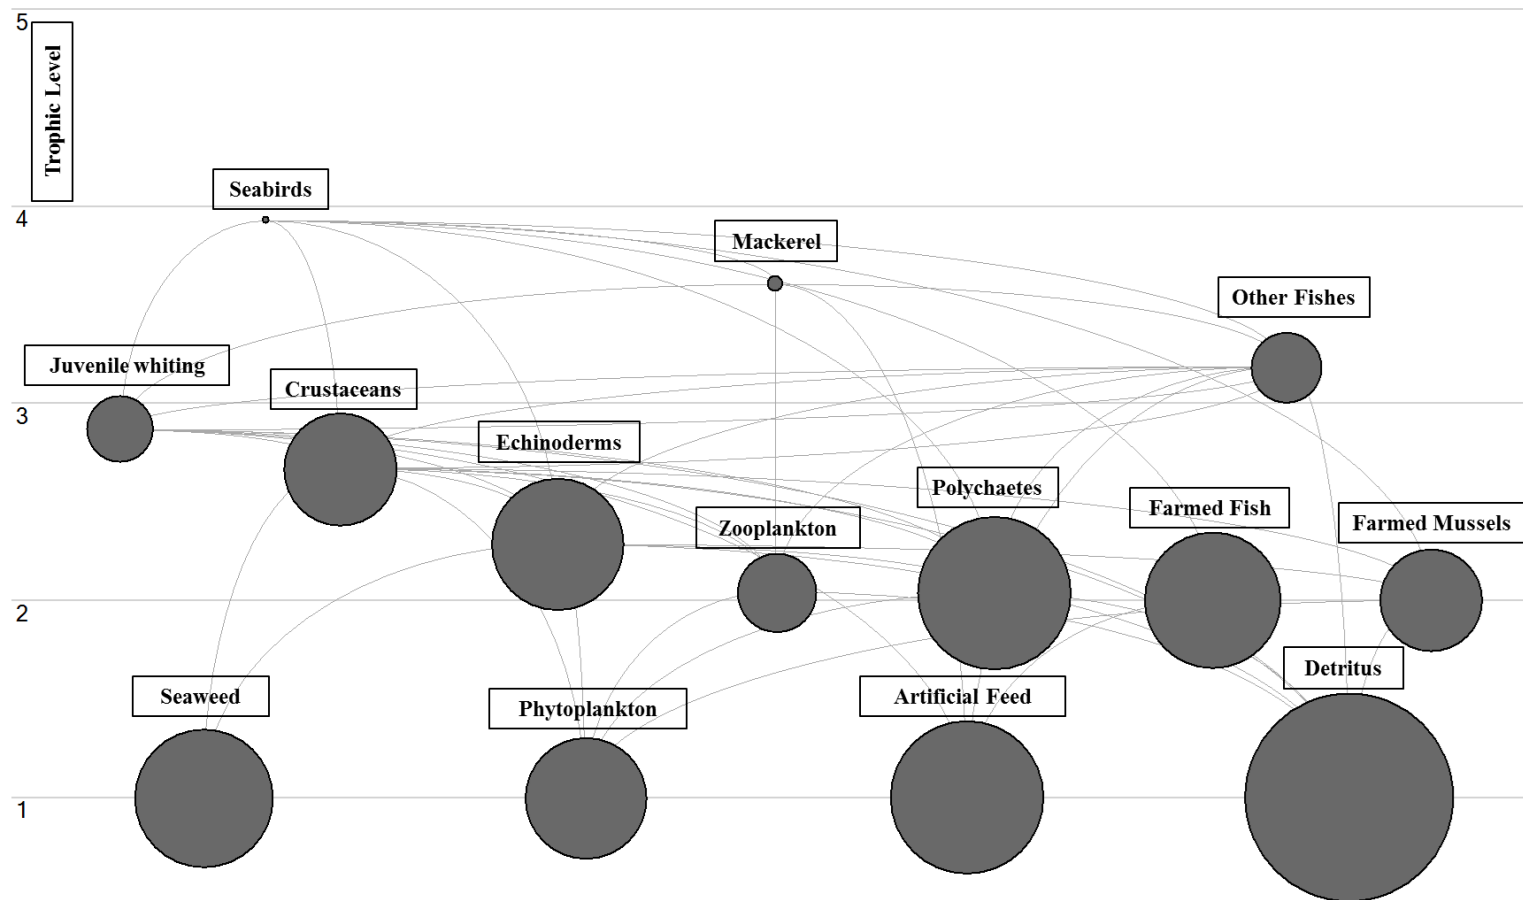 5
Trophic Level
Seabirds
4
Mackerel
Other Fishes
Juvenile whiting
Crustaceans
3
Echinoderms
Polychaetes
Farmed Fish
Zooplankton
Farmed Mussels
2
Detritus
Seaweed
Phytoplankton
Artificial Feed
1